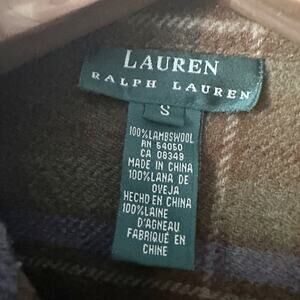 LAUREN
RALPH LAUREN
S
100%LAMBSWOOL
RN 54050
CA 08349
MADE IN CHINA
100%LANA DE
OVEJA
HECHO EN CHINA
100%LAINE
D'AGNEAU
FABRIQUÉ EN
CHINE